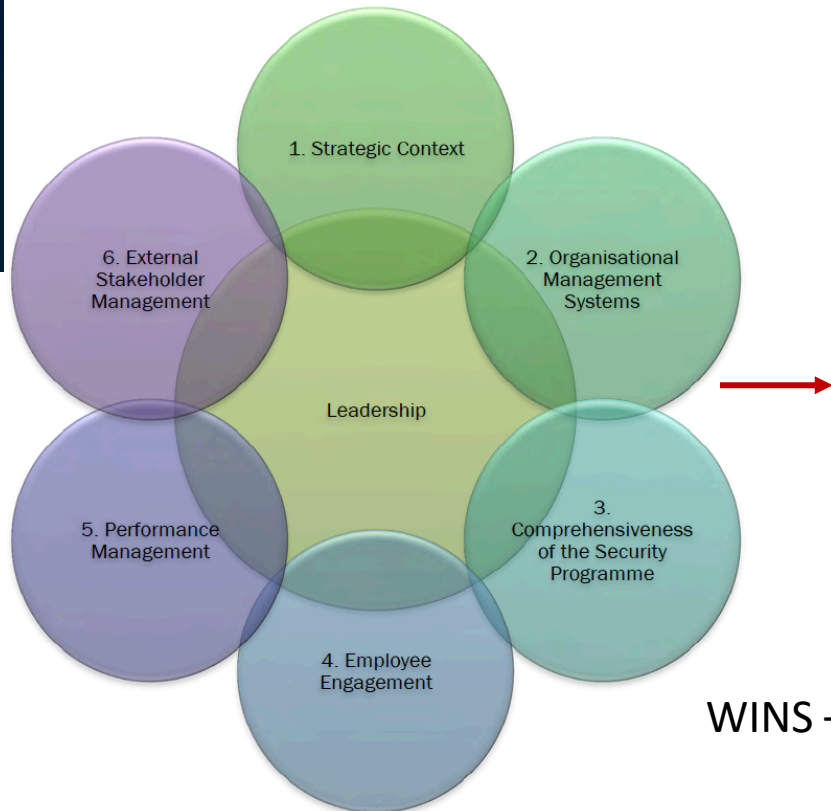 1. Strategic Context
2. Organisational
Management
Systems
3.
Comprehensiveness
of the Security
Programme
4. Employee
Engagement
5. Performance
Management
6. External
Stakeholder
Management
Leadership
WINS -